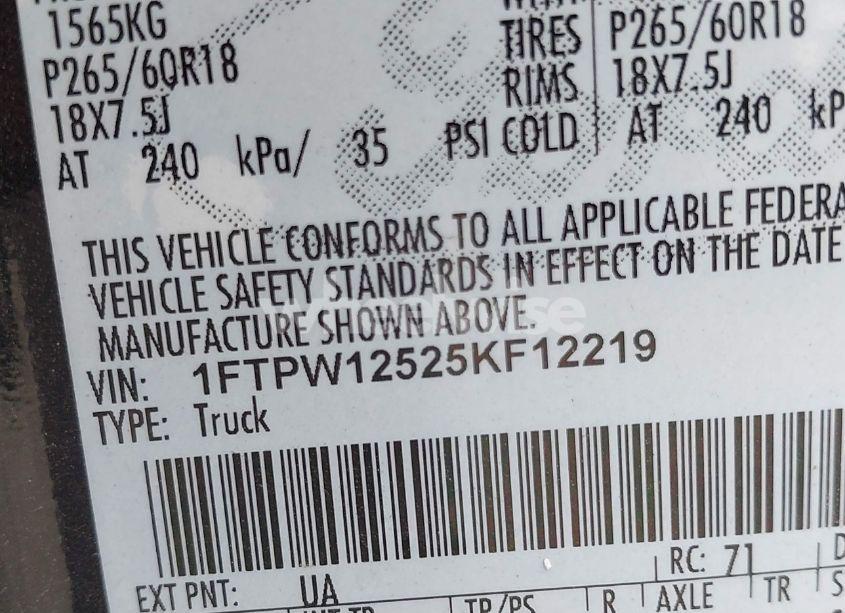 1565KG
P265/60R18
18X7.5J
AT 240 kPa/ 35 PSI COLD
TIRES P265/60R18
RIMS 18X7.5J
AT 240
THIS VEHICLE CONFORMS TO ALL APPLICABLE FEDERA
VEHICLE SAFETY STANDARDS IN EFFECT ON THE DATE
MANUFACTURE SHOWN ABOVE.
VIN: 1FTPW12525KF12219
TYPE: Truck
EXT PNT: UA RC: 71
TP/PS R AXLE TR